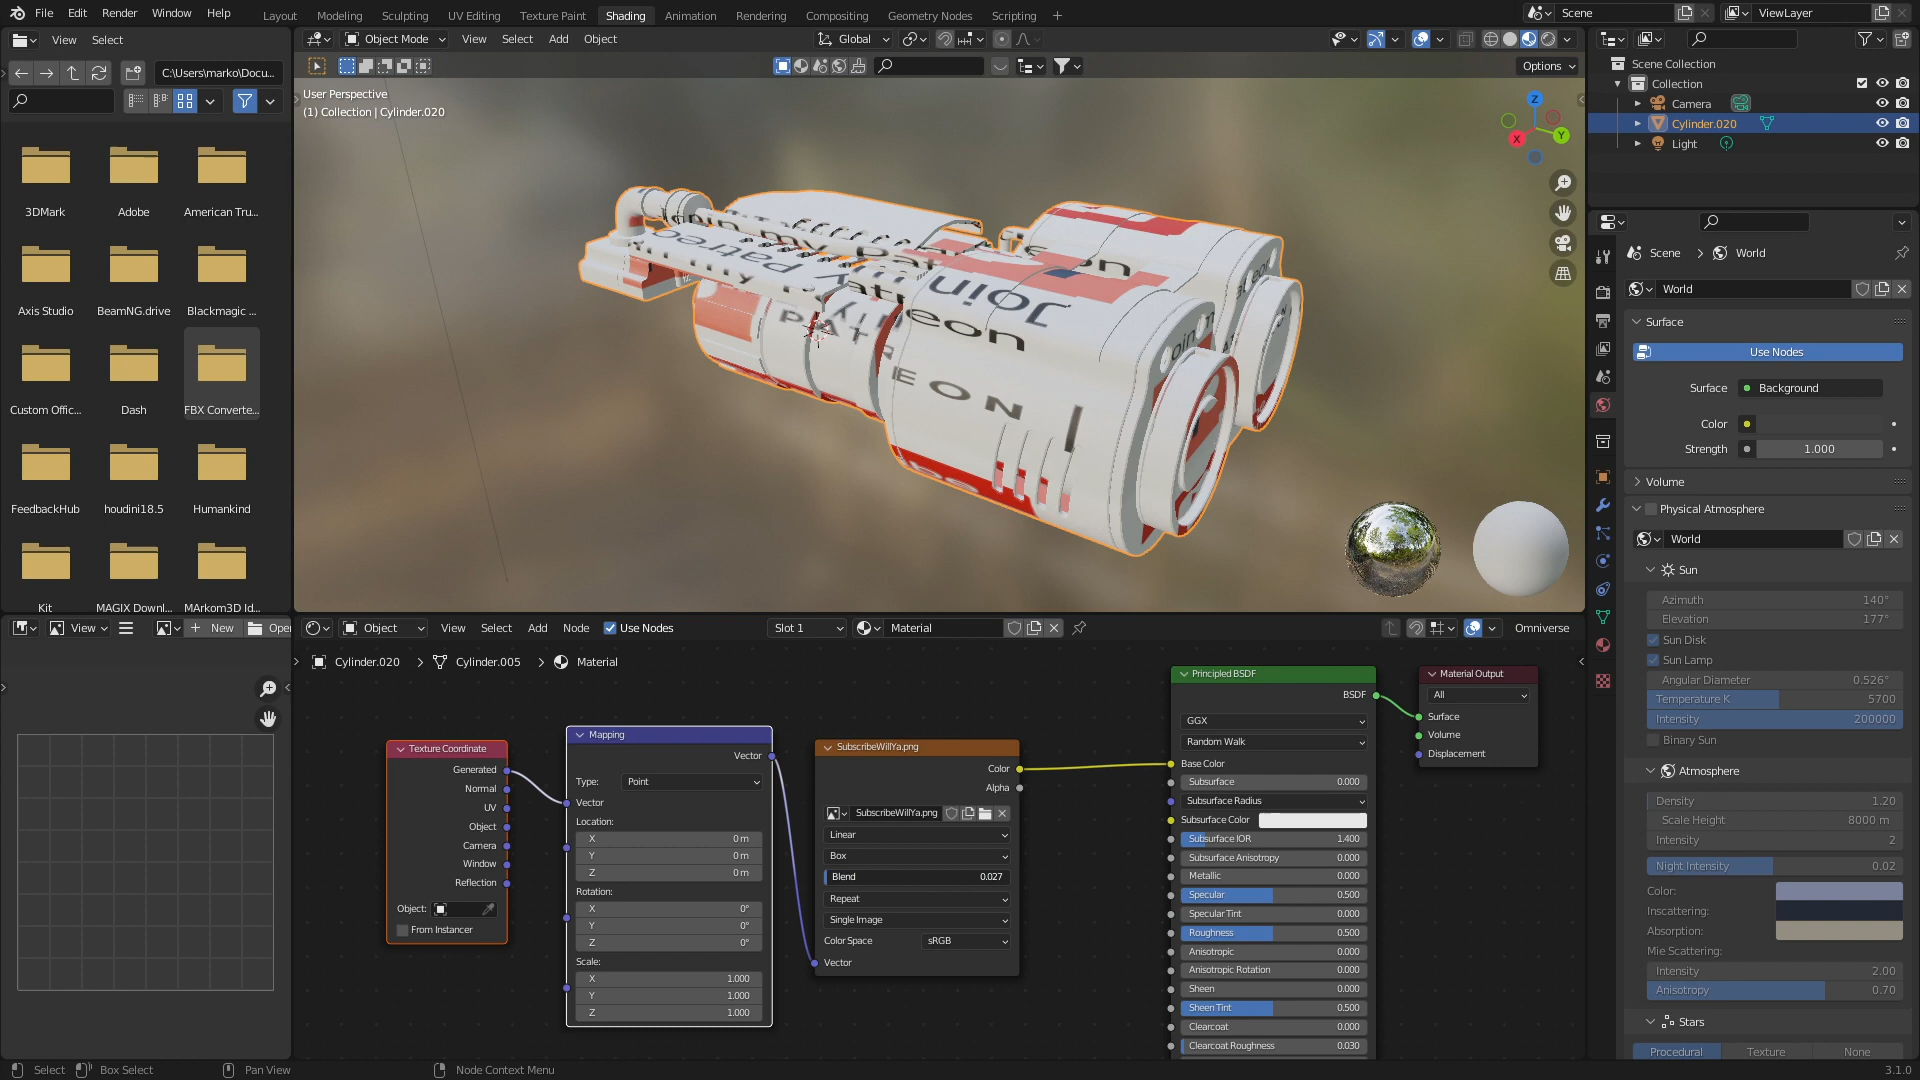 File Edit Render Window Help
Layout Modeling Sculpting UV Editing Texture Paint Shading Animation Rendering Compositing Geometry Nodes Scripting +
Scene
ViewLayer
View Select
Object Mode View Select Add Object
Global
C:\Users\marko\Docu...
Options
User Perspective
(1) Collection | Cylinder.020
Z
Y
X
3DMark Adobe American Tru...
Axis Studio BeamNG.drive Blackmagic ...
Custom Offic... Dash FBX Converte...
FeedbackHub houdini18.5 Humankind
Kit MAGIX Downl... MArkom3D Id...
Join
eon
PAT
EON
Scene Collection
Collection
Camera
Cylinder.020
Light
Scene > World
World
Surface
Use Nodes
Surface Background
Color
Strength 1.000
Volume
Physical Atmosphere
World
Sun
Azimuth 140°
Elevation 177°
Sun Disk
Sun Lamp
Angular Diameter 0.526°
Temperature K 5700
Intensity 200000
Binary Sun
Atmosphere
Density 1.20
Scale Height 8000 m
Intensity 2
Night Intensity 0.02
Color:
Inscattering:
Absorption:
Mie Scattering:
Intensity 2.00
Anisotropy 0.70
Stars
Procedural Texture None
View + New Open
Object View Select Add Node Use Nodes Slot 1 Material Omniverse
Cylinder.020 > Cylinder.005 > Material
Texture Coordinate
Generated
Normal
UV
Object
Camera
Window
Reflection
Object:
From Instancer
Mapping
Vector
Type: Point
Vector
Location:
X 0 m
Y 0 m
Z 0 m
Rotation:
X 0°
Y 0°
Z 0°
Scale:
X 1.000
Y 1.000
Z 1.000
SubscribeWillYa.png
Color
Alpha
SubscribeWillYa.png
Linear
Box
Blend 0.027
Repeat
Single Image
Color Space sRGB
Vector
Principled BSDF
BSDF
GGX
Random Walk
Base Color
Subsurface 0.000
Subsurface Radius
Subsurface Color
Subsurface IOR 1.400
Subsurface Anisotropy 0.000
Metallic 0.000
Specular 0.500
Specular Tint 0.000
Roughness 0.500
Anisotropic 0.000
Anisotropic Rotation 0.000
Sheen 0.000
Sheen Tint 0.500
Clearcoat 0.000
Clearcoat Roughness 0.030
Material Output
All
Surface
Volume
Displacement
Select Box Select Pan View Node Context Menu 3.1.0